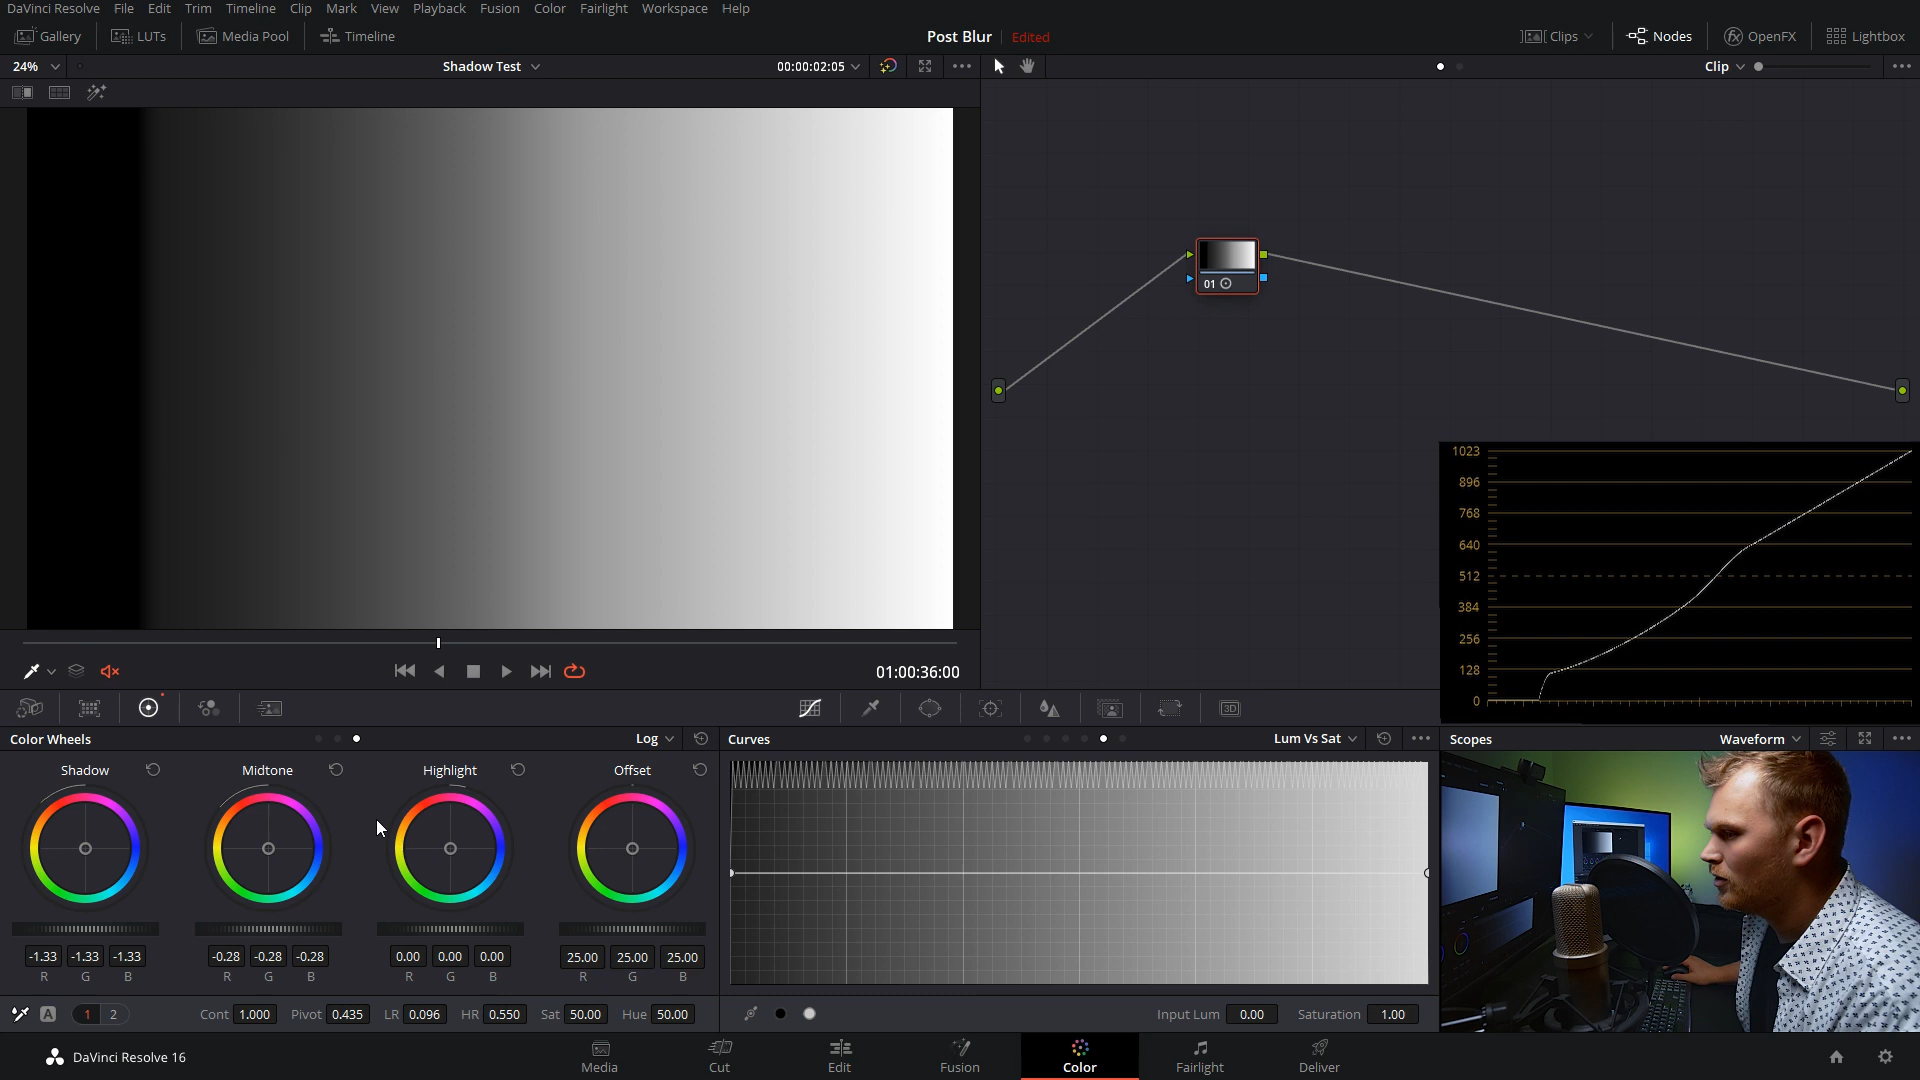 DaVinci Resolve File Edit Trim Timeline Clip Mark View Playback Fusion Color Fairlight Workspace Help
Gallery LUTs Media Pool Timeline Post Blur Edited Clips Nodes OpenFX Lightbox
24% Shadow Test 00:00:02:05 Clip
01
1023
896
768
640
512
384
256
128
0
01:00:36:00
3D
Color Wheels Log Curves Lum Vs Sat Scopes Waveform
Shadow Midtone Highlight Offset
-1.33 -1.33 -1.33 -0.28 -0.28 -0.28 0.00 0.00 0.00 25.00 25.00 25.00
R G B R G B R G B R G B
A 1 2 Cont 1.000 Pivot 0.435 LR 0.096 HR 0.550 Sat 50.00 Hue 50.00 Input Lum 0.00 Saturation 1.00
DaVinci Resolve 16 Media Cut Edit Fusion Color Fairlight Deliver